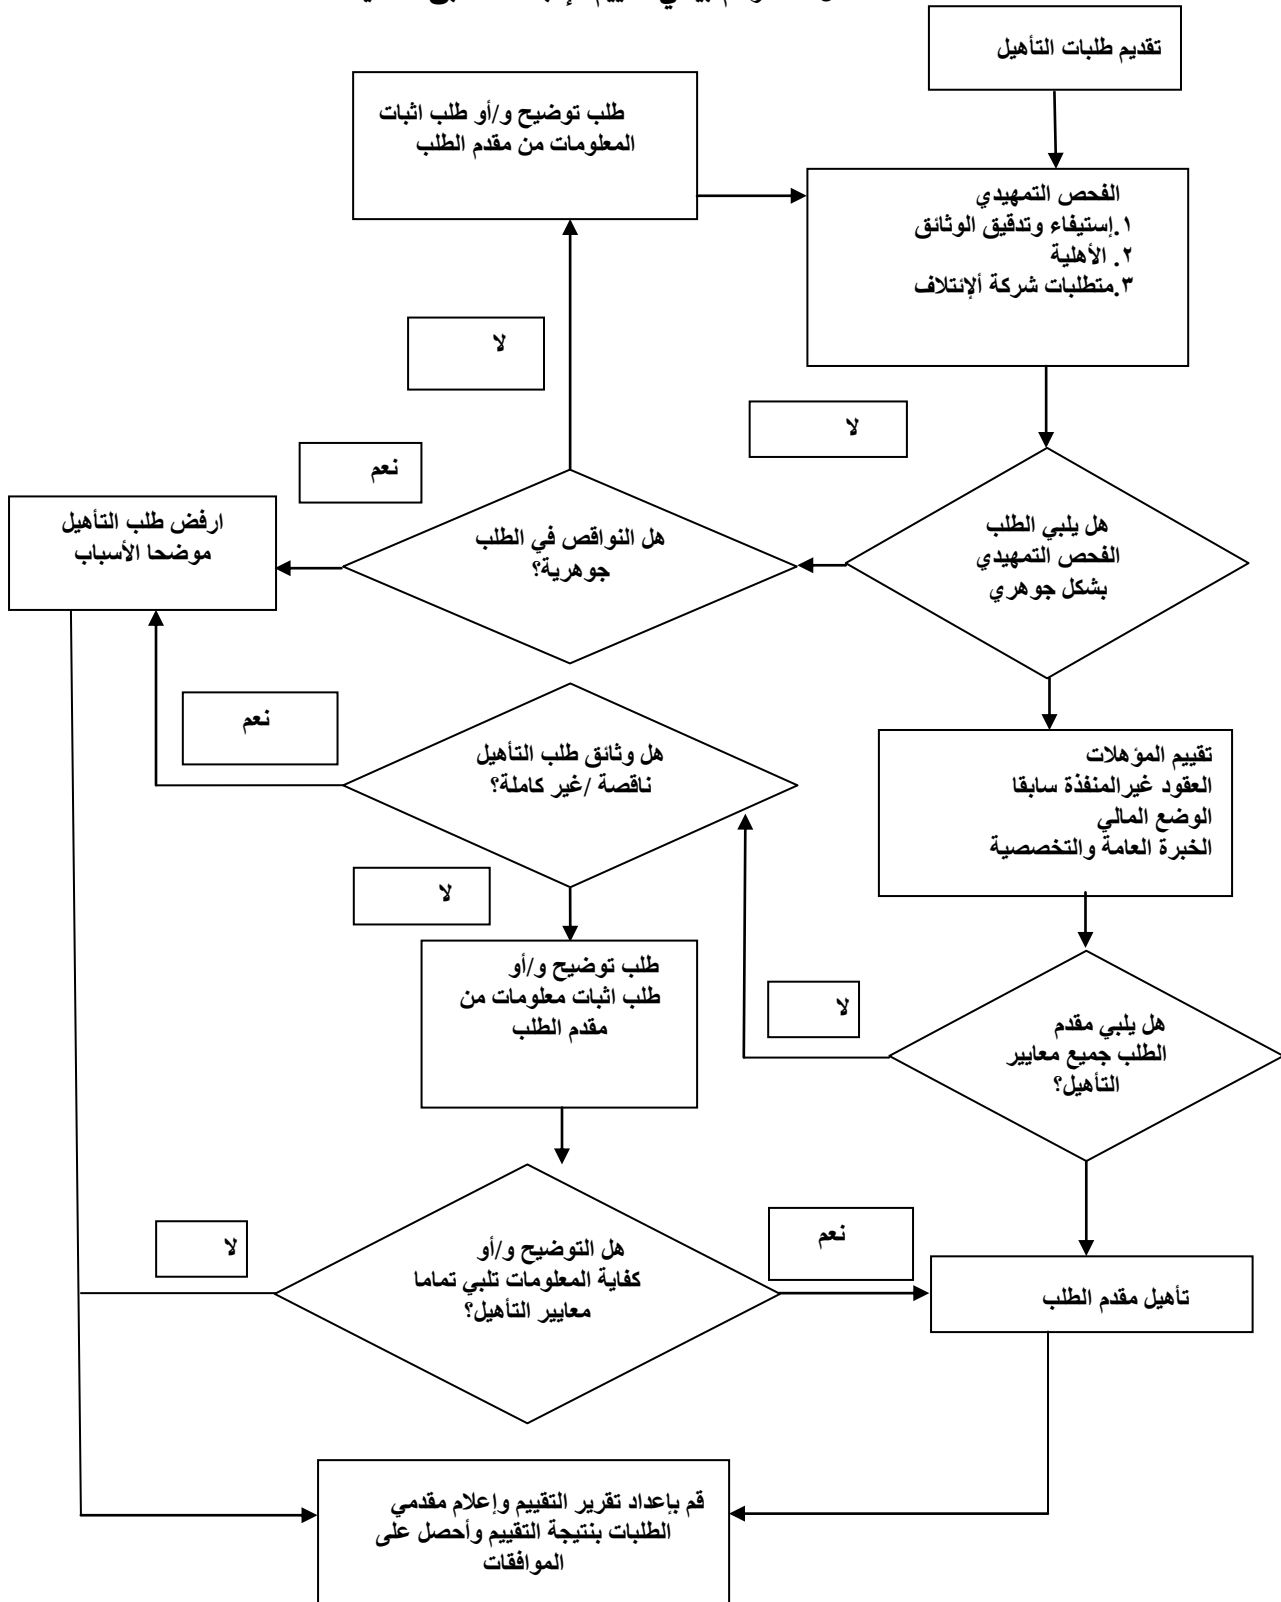 تقديم طلبات التأهيل
طلب توضيح و/أو طلب اثبات
المعلومات من مقدم الطلب
الفحص التمهيدي
١.إستيفاء وتدقيق الوثائق
٢. الأهلية
٣.متطلبات شركة ألإئتلاف
لا
لا
نعم
هل يلبي الطلب
الفحص التمهيدي
بشكل جوهري
هل النواقص في الطلب
جوهرية؟
ارفض طلب التأهيل
موضحا الأسباب
نعم
هل وثائق طلب التأهيل
ناقصة /غير كاملة؟
تقييم المؤهلات
العقود غيرالمنفذة سابقا
الوضع المالي
الخبرة العامة والتخصصية
لا
طلب توضيح و/أو
طلب اثبات معلومات من
مقدم الطلب
لا
هل يلبي مقدم
الطلب جميع معايير
التأهيل؟
لا
هل التوضيح و/أو
كفاية المعلومات تلبي تماما
معايير التأهيل؟
نعم
تأهيل مقدم الطلب
قم بإعداد تقرير التقييم وإعلام مقدمي
الطلبات بنتيجة التقييم وأحصل على
الموافقات